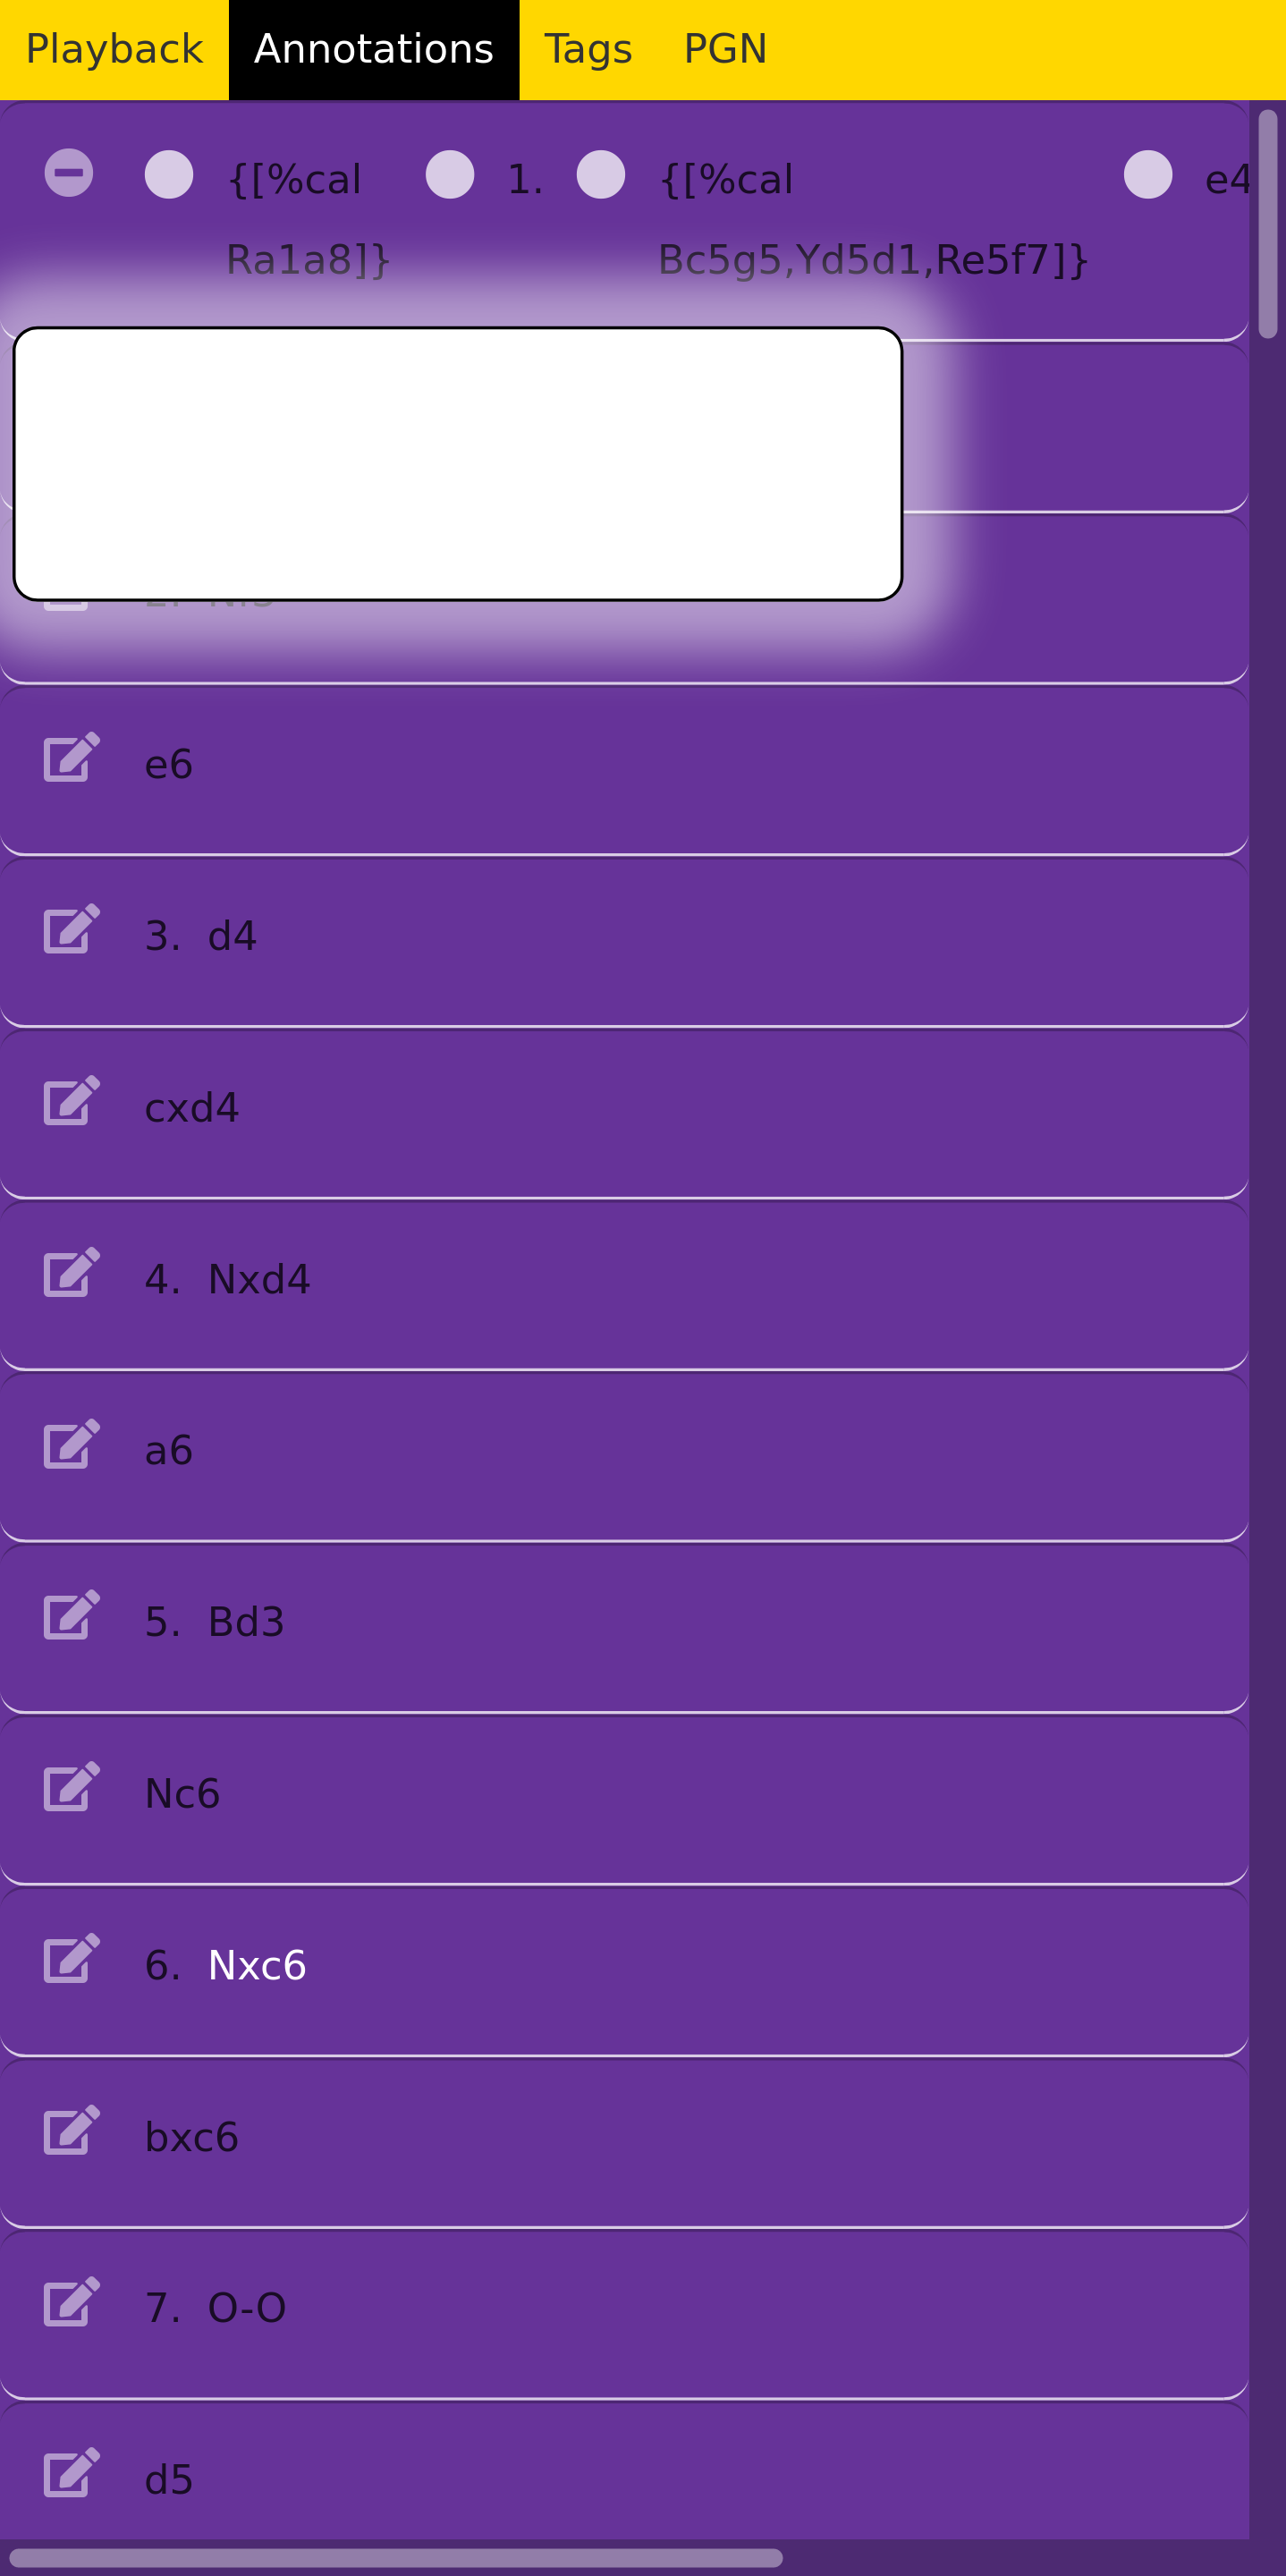 Playback Annotations Tags PGN
{[%cal 1. {[%cal e4
Ra1a8]} Bc5g5,Yd5d1,Re5f7]}
e6
3. d4
cxd4
4. Nxd4
a6
5. Bd3
Nc6
6. Nxc6
bxc6
7. O-O
d5